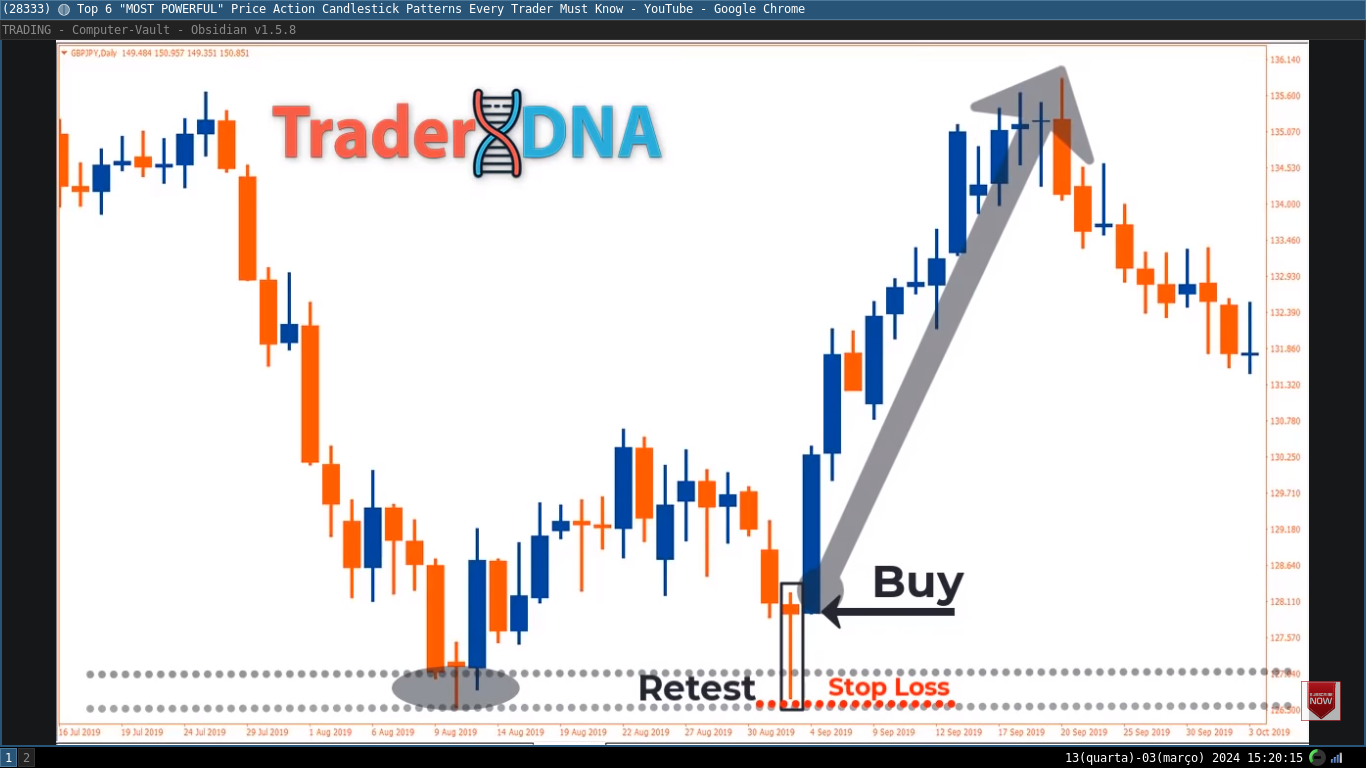 (28333) Top 6 "MOST POWERFUL" Price Action Candlestick Patterns Every Trader Must Know - YouTube - Google Chrome
TRADING - Computer-Vault - Obsidian v1.5.8
GBPJPY,Daily 149.484 150.957 149.351 150.851
136.140
TraderDNA
135.600
135.070
134.530
134.000
133.460
132.930
132.390
131.860
131.320
130.780
130.250
129.710
129.180
128.640
Buy
128.110
127.570
Retest
Stop Loss
SUBSCRIBE
NOW
16 Jul 2019 19 Jul 2019 24 Jul 2019 29 Jul 2019 1 Aug 2019 6 Aug 2019 9 Aug 2019 14 Aug 2019 19 Aug 2019 22 Aug 2019 27 Aug 2019 30 Aug 2019 4 Sep 2019 9 Sep 2019 12 Sep 2019 17 Sep 2019 20 Sep 2019 25 Sep 2019 30 Sep 2019 3 Oct 2019
1 2
13(quarta)-03(março) 2024 15:20:15